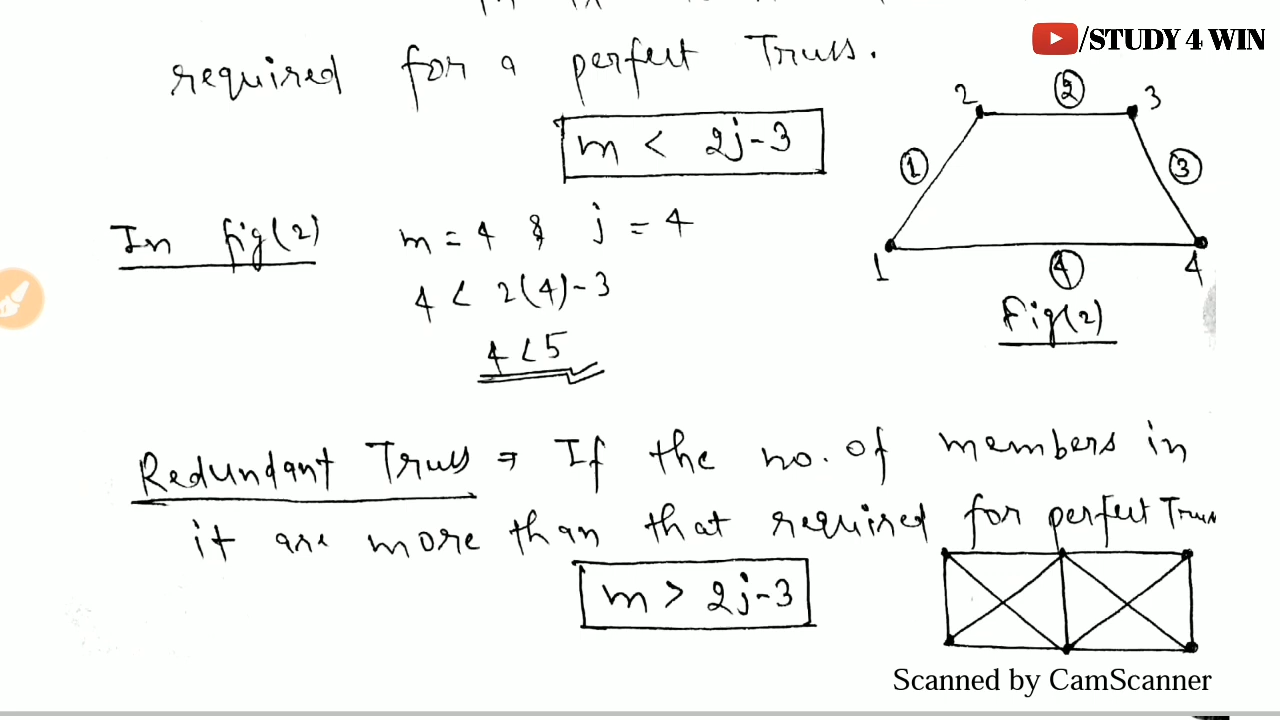 /STUDY 4 WIN
required for a perfect Truss.
m < 2j-3
2 ② 3
① ③
1 ④ 4
Fig(2)
In fig(2) m = 4 & j = 4
4 < 2(4)-3
4 < 5
Redundant Truss ⇒ If the no. of members in
it are more than that required for perfect Truss
m > 2j-3
Scanned by CamScanner